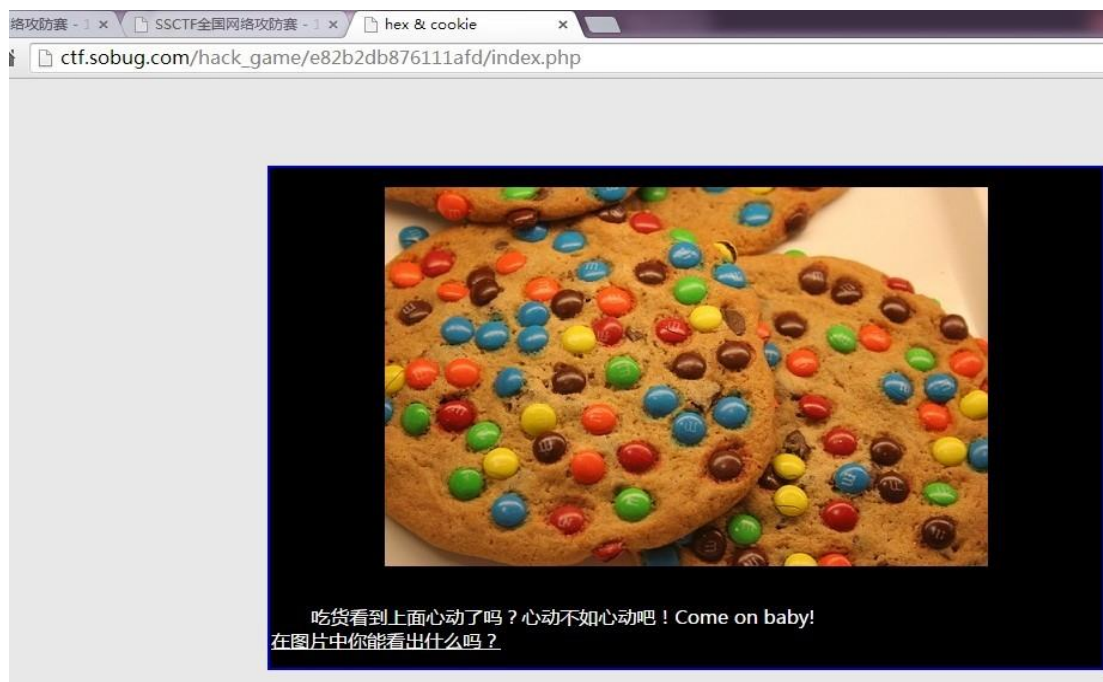 络攻防赛 - 1
SSCTF全国网络攻防赛 - 1
hex & cookie
ctf.sobug.com/hack_game/e82b2db876111afd/index.php
吃货看到上面心动了吗？心动不如心动吧！Come on baby!
在图片中你能看出什么吗？